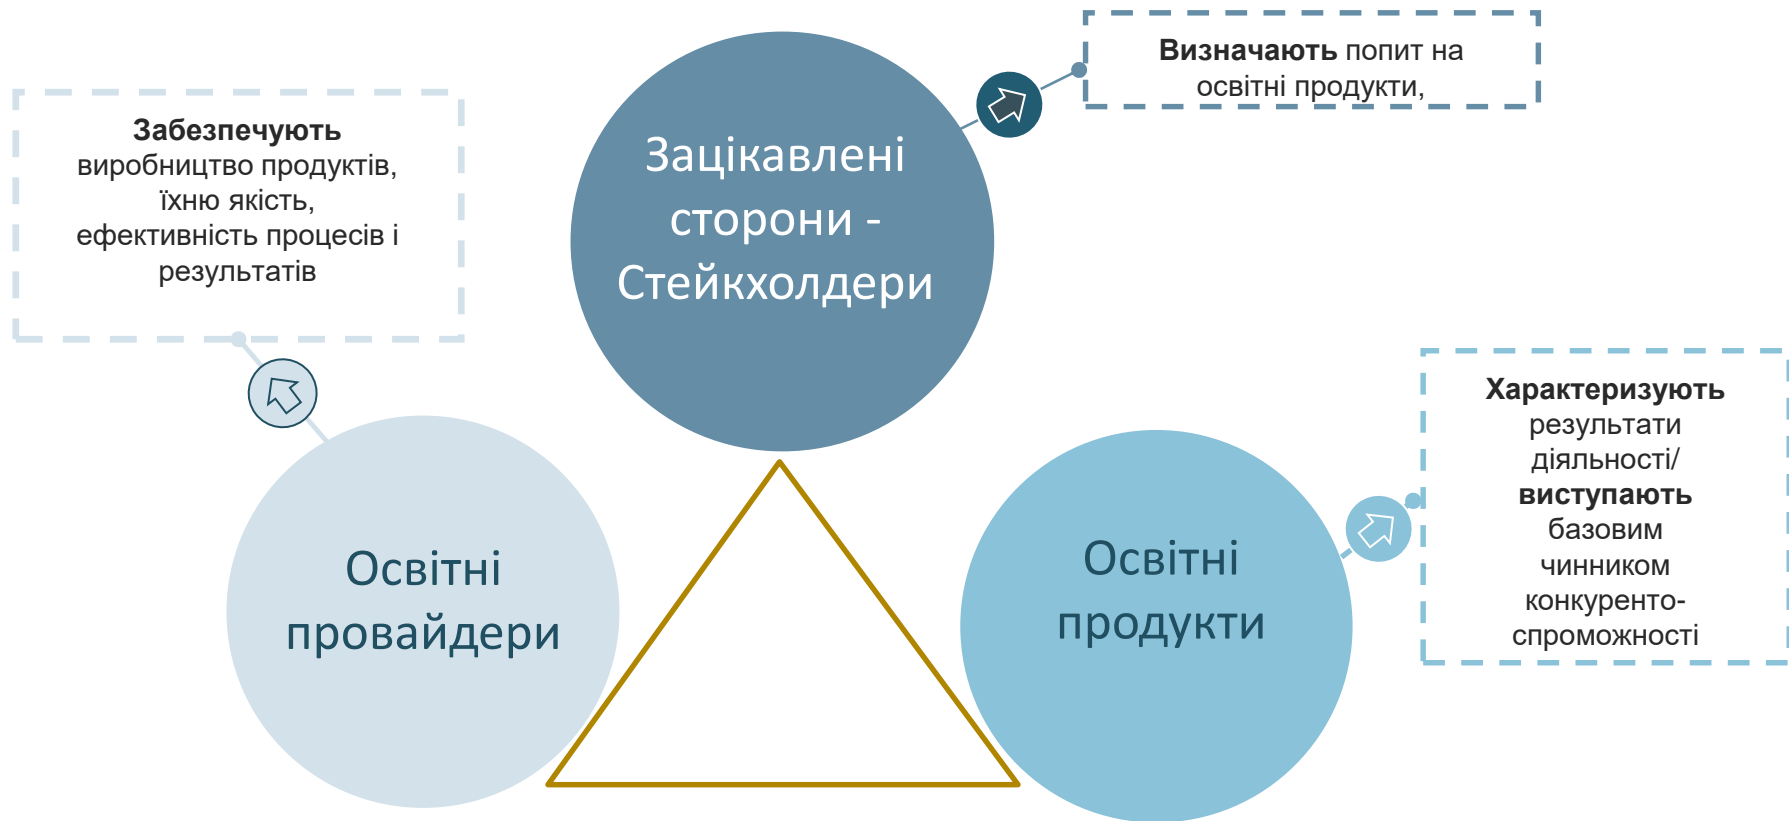 Визначають попит на
освітні продукти,
Забезпечують
виробництво продуктів,
їхню якість,
ефективність процесів і
результатів
Зацікавлені
сторони -
Стейкхолдери
Характеризують
результати
діяльності/
виступають
базовим
чинником
конкуренто-
спроможності
Освітні
провайдери
Освітні
продукти